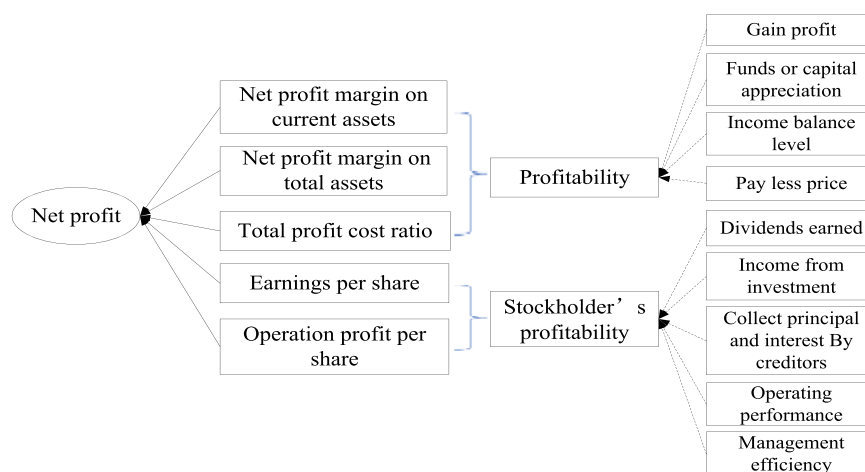 Net profit
Net profit margin on
current assets
Net profit margin on
total assets
Total profit cost ratio
Earnings per share
Operation profit per
share
Profitability
Stockholder’s
profitability
Gain profit
Funds or capital
appreciation
Income balance
level
Pay less price
Dividends earned
Income from
investment
Collect principal
and interest By
creditors
Operating
performance
Management
efficiency